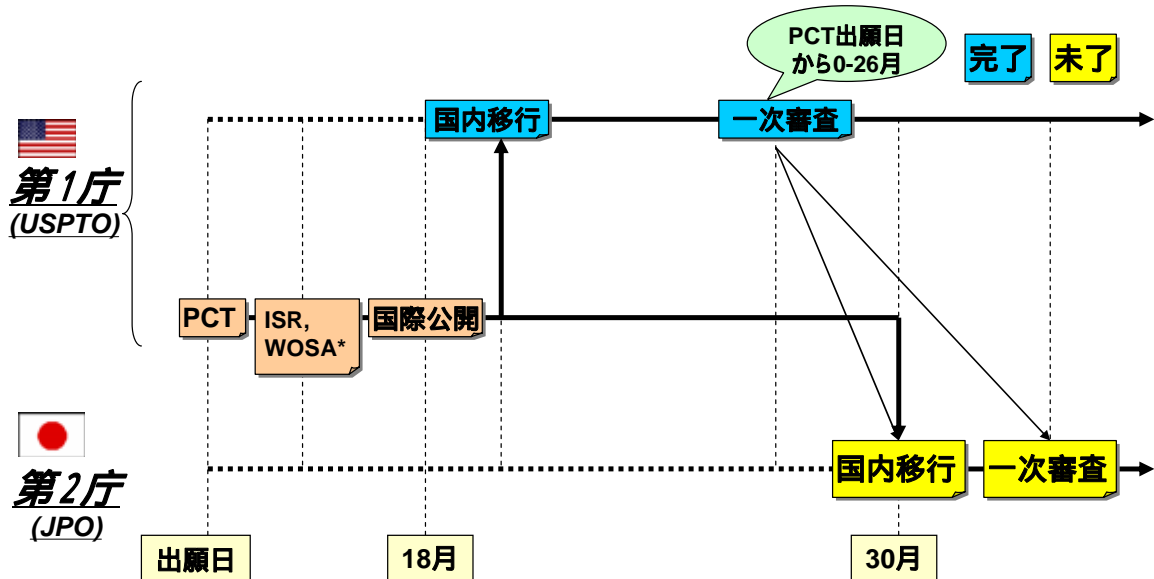 PCT出願日
から0-26月
完了
未了
国内移行
一次審査
第1庁
(USPTO)
PCT
ISR,
WOSA*
国際公開
第2庁
(JPO)
国内移行
一次審査
出願日
18月
30月